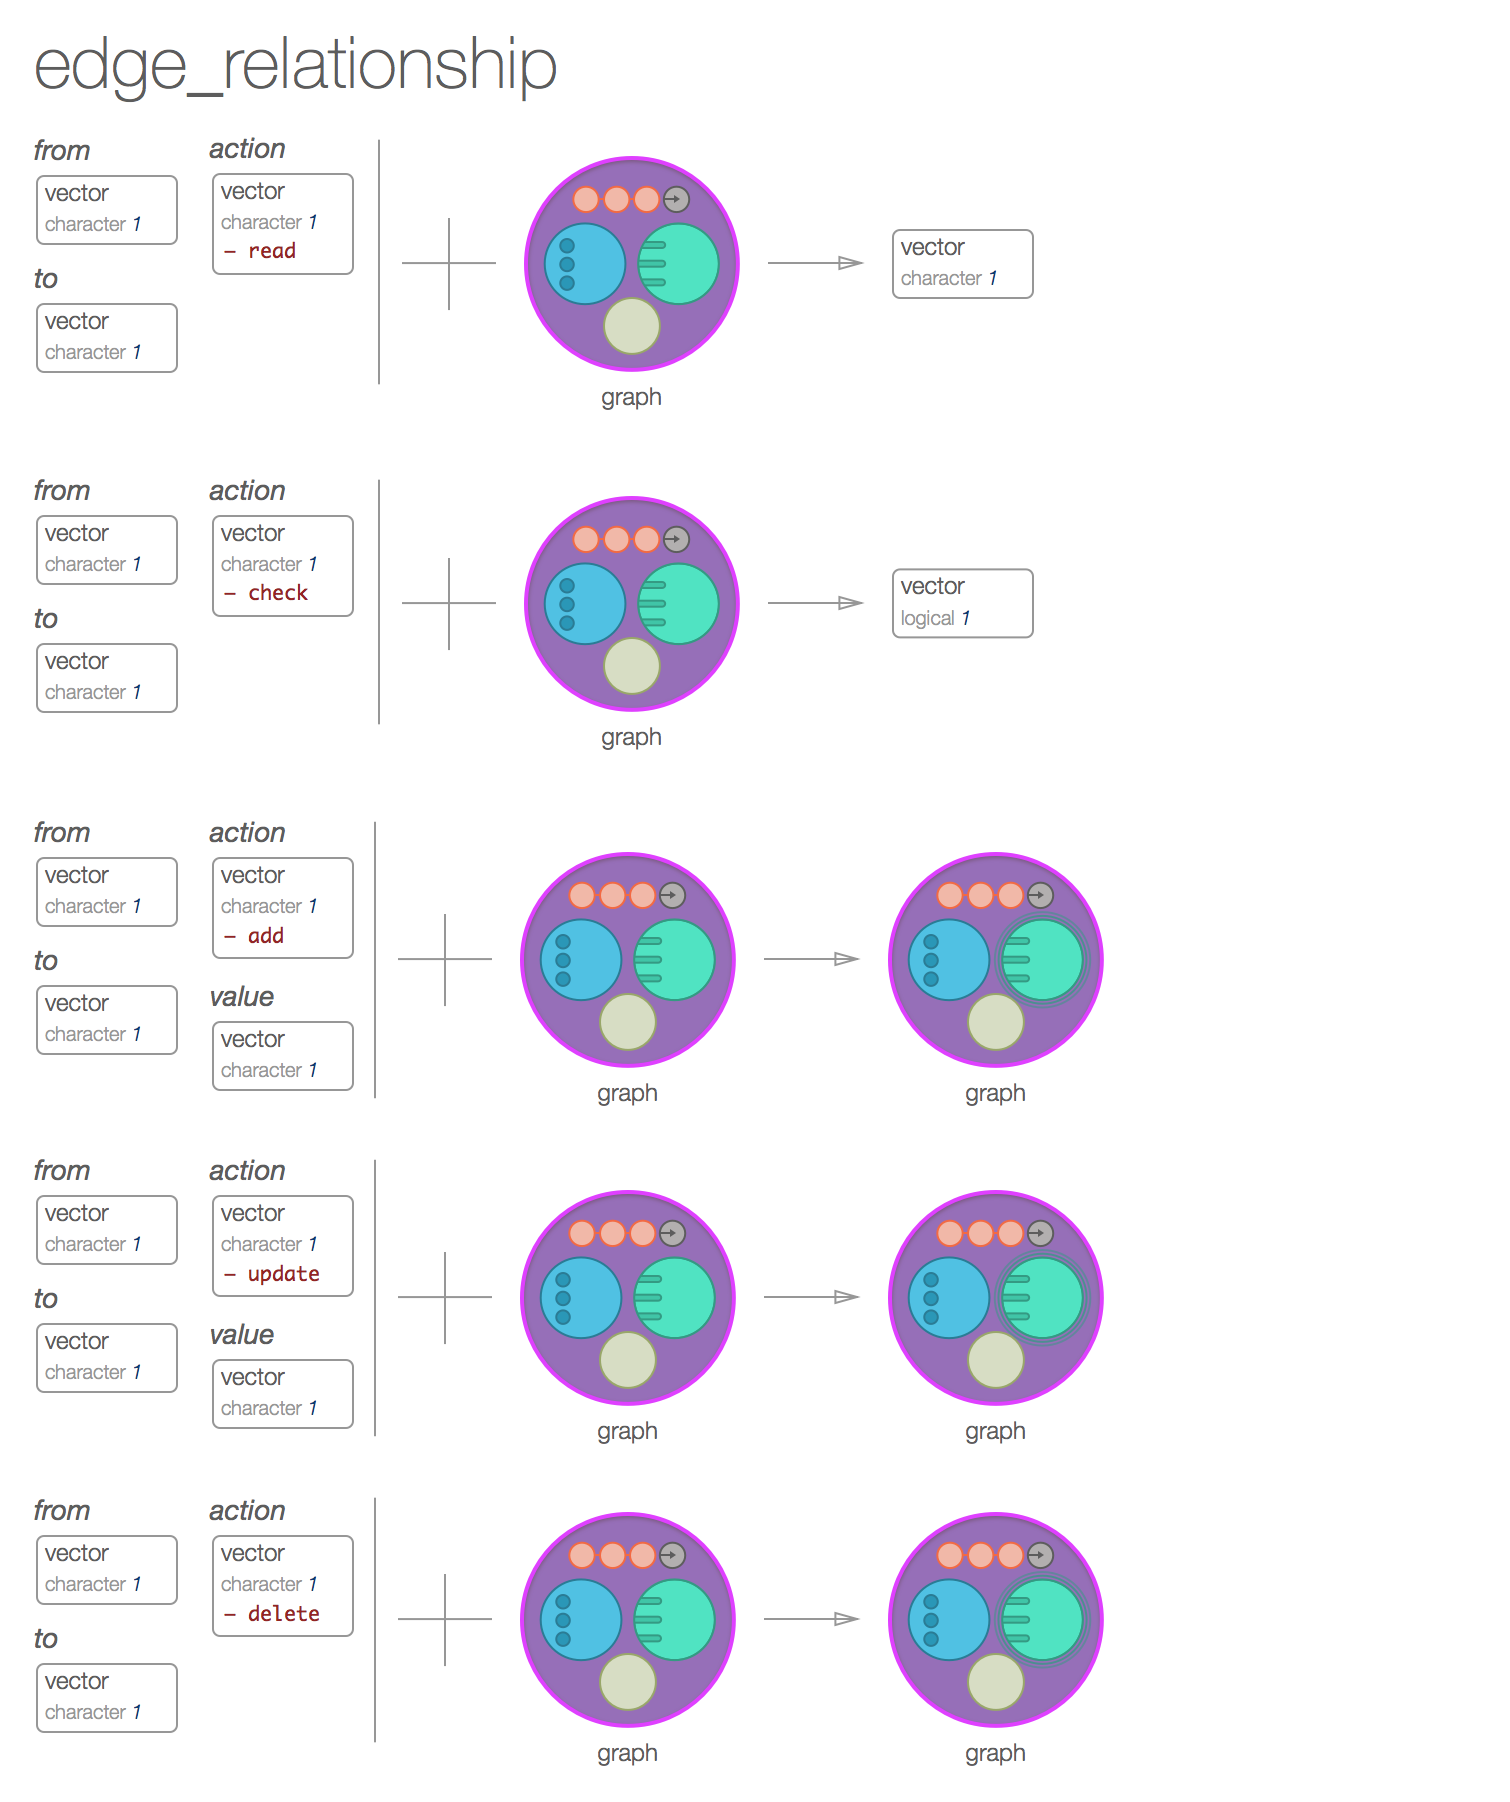 edge_relationship
from
vector
character 1
to
vector
character 1
action
vector
character 1
– read
graph
vector
character 1
from
vector
character 1
to
vector
character 1
action
vector
character 1
– check
graph
vector
logical 1
from
vector
character 1
to
vector
character 1
action
vector
character 1
– add
value
vector
character 1
graph
graph
from
vector
character 1
to
vector
character 1
action
vector
character 1
– update
value
vector
character 1
graph
graph
from
vector
character 1
to
vector
character 1
action
vector
character 1
– delete
graph
graph